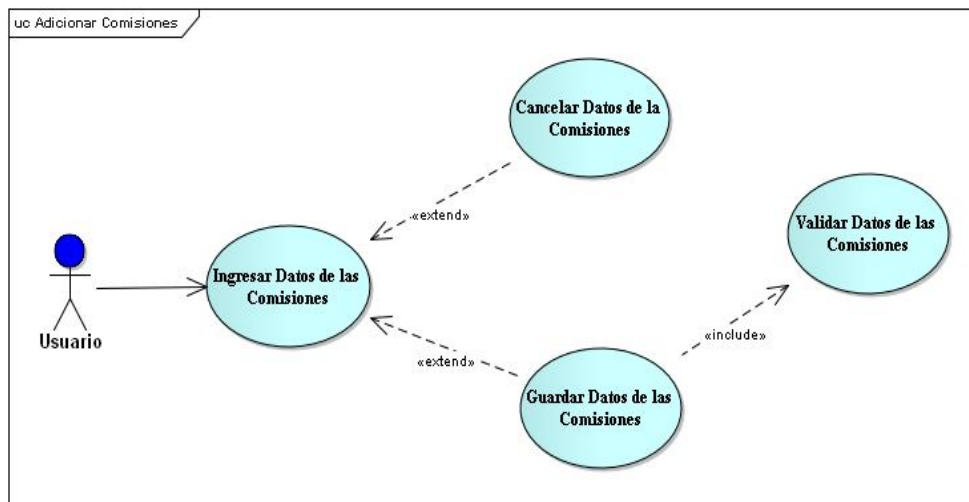 uc Adicionar Comisiones
Cancelar Datos de la
Comisiones
«extend»
Validar Datos de las
Comisiones
Ingresar Datos de las
Comisiones
Usuario
«include»
«extend»
Guardar Datos de las
Comisiones